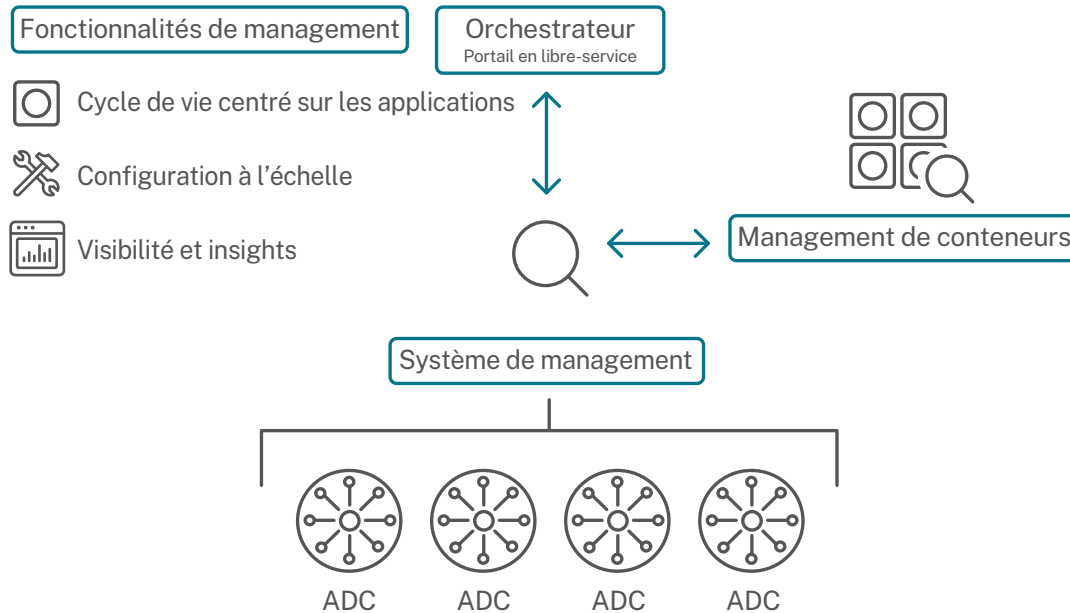 Fonctionnalités de management
Orchestrateur
Portail en libre-service
Cycle de vie centré sur les applications
Configuration à l’échelle
Visibilité et insights
Management de conteneurs
Système de management
ADC ADC ADC ADC